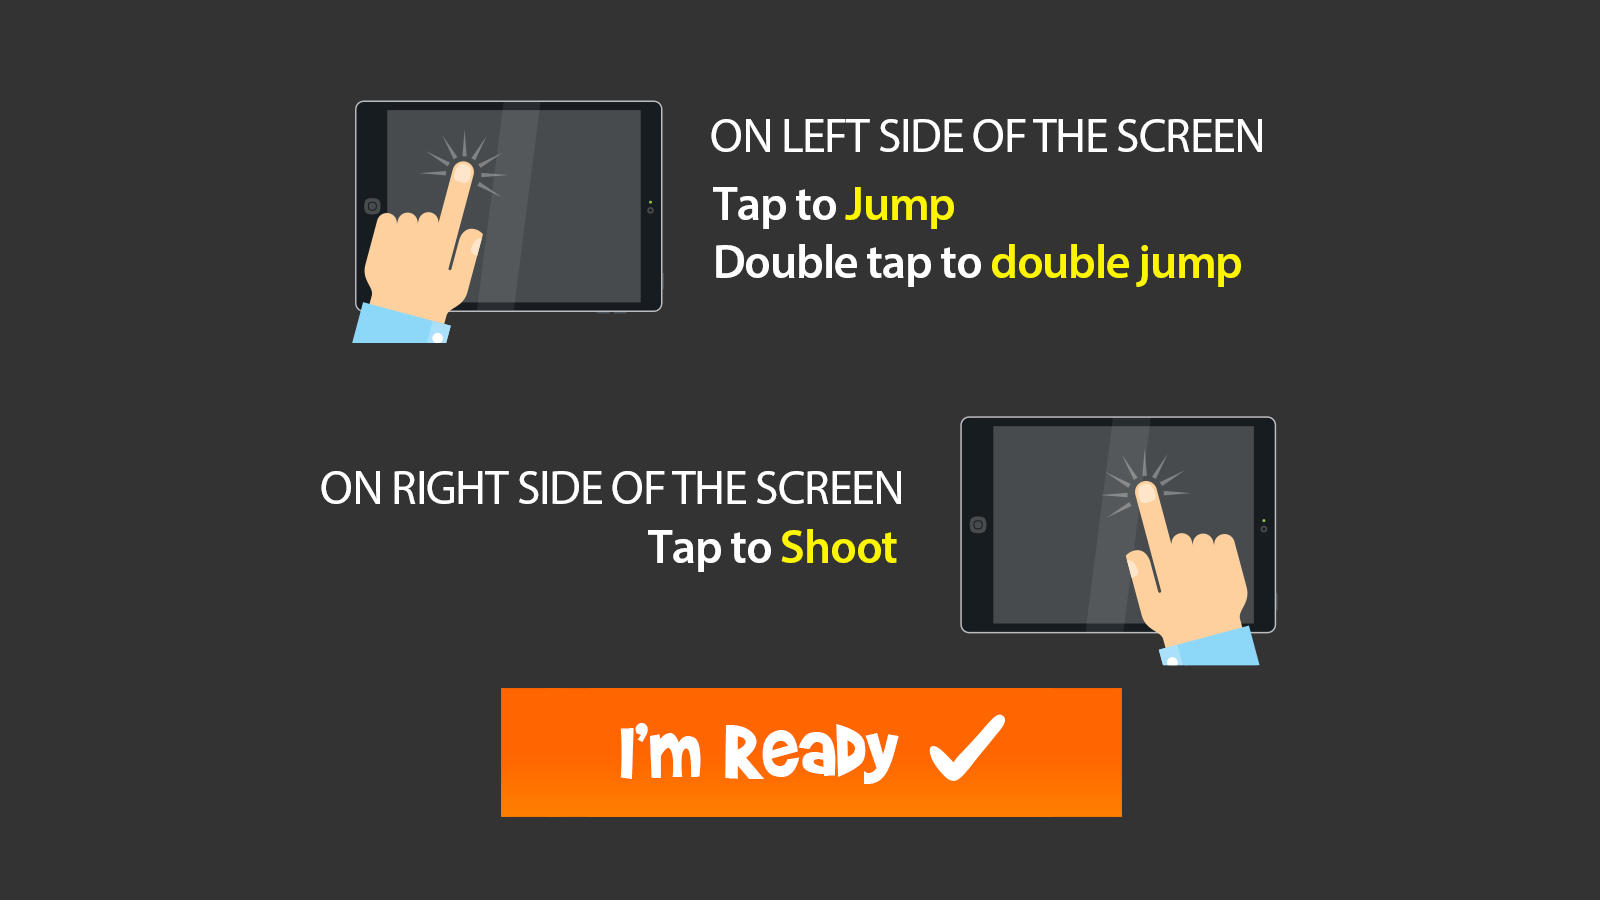 ON LEFT SIDE OF THE SCREEN
Tap to Jump
Double tap to double jump
ON RIGHT SIDE OF THE SCREEN
Tap to Shoot
I'm Ready